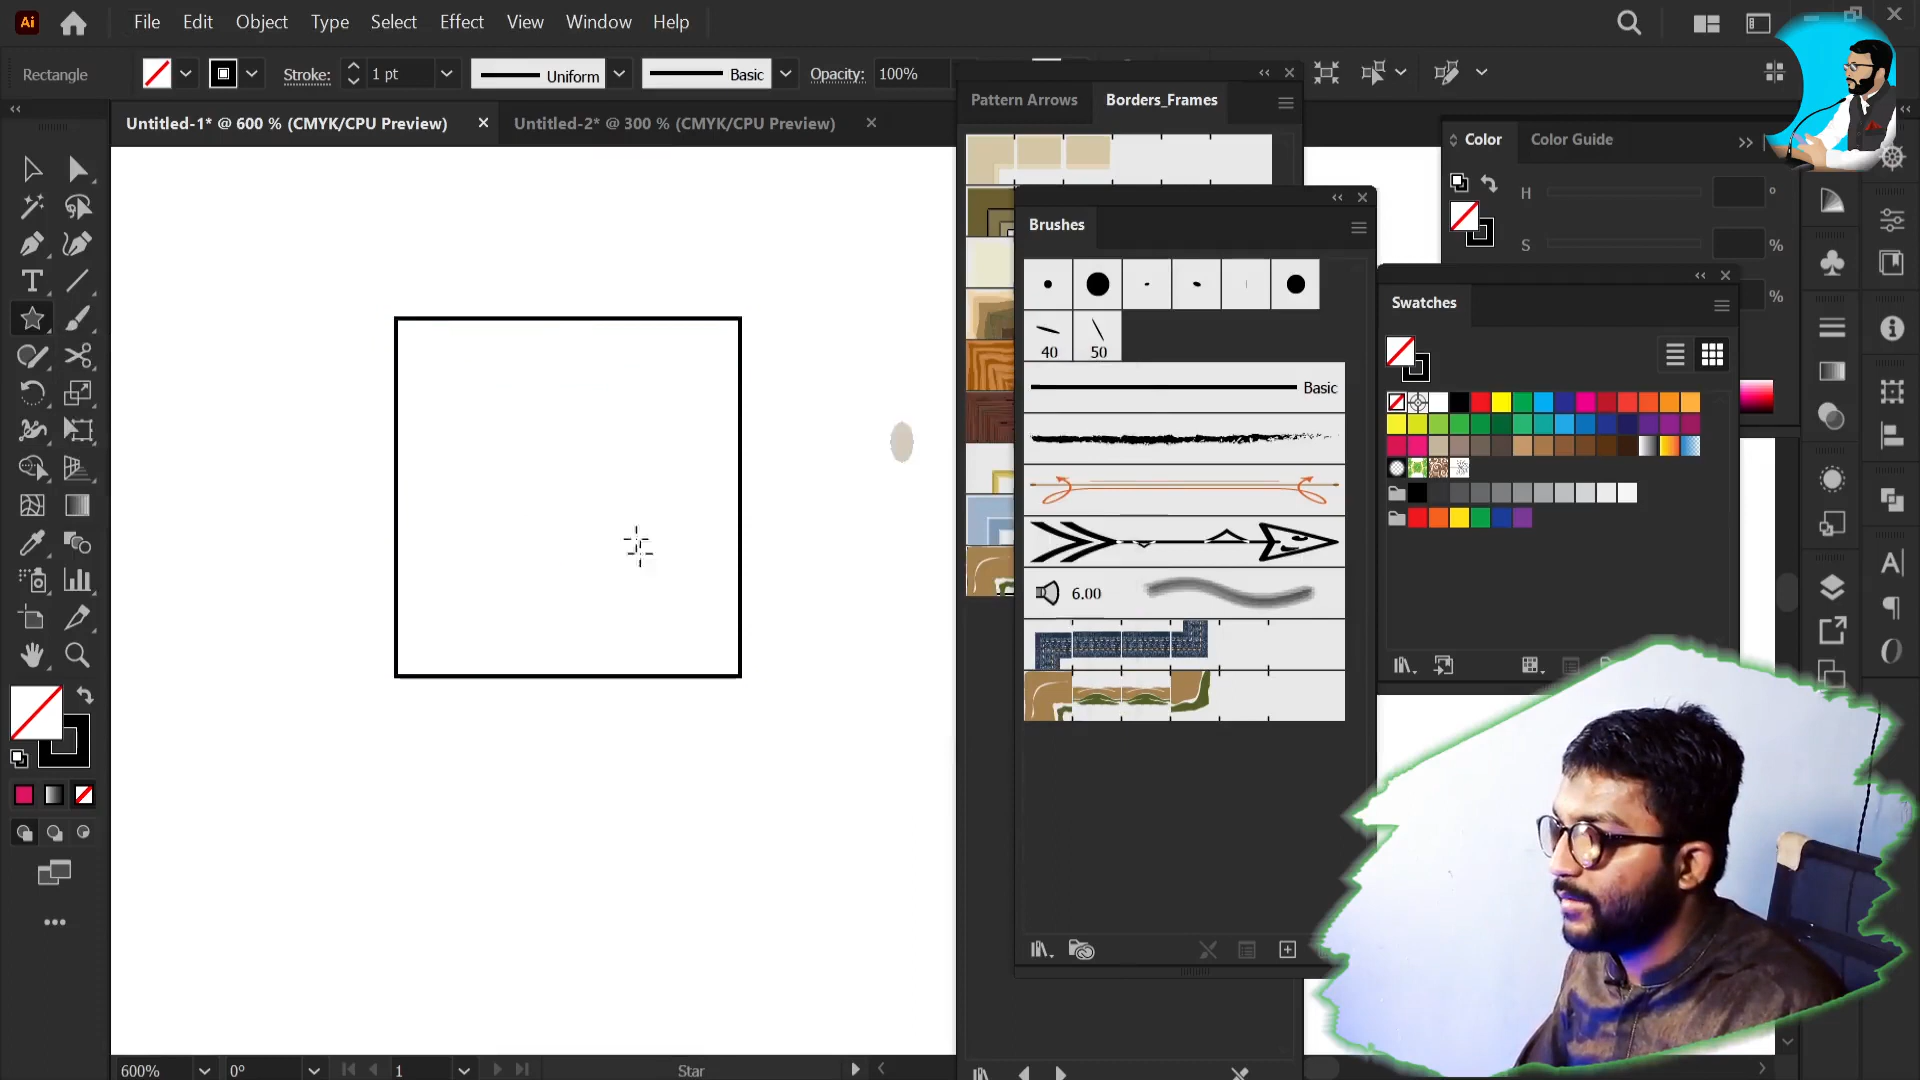 Ai File Edit Object Type Select Effect View Window Help
Rectangle Stroke: 1 pt Uniform Basic Opacity: 100%
Untitled-1* @ 600 % (CMYK/CPU Preview) × Untitled-2* @ 300 % (CMYK/CPU Preview) ×
Pattern Arrows Borders_Frames
Brushes
40 50
Basic
6.00
Color Color Guide
H °
S %
%
Swatches
600% 0° 1 Star